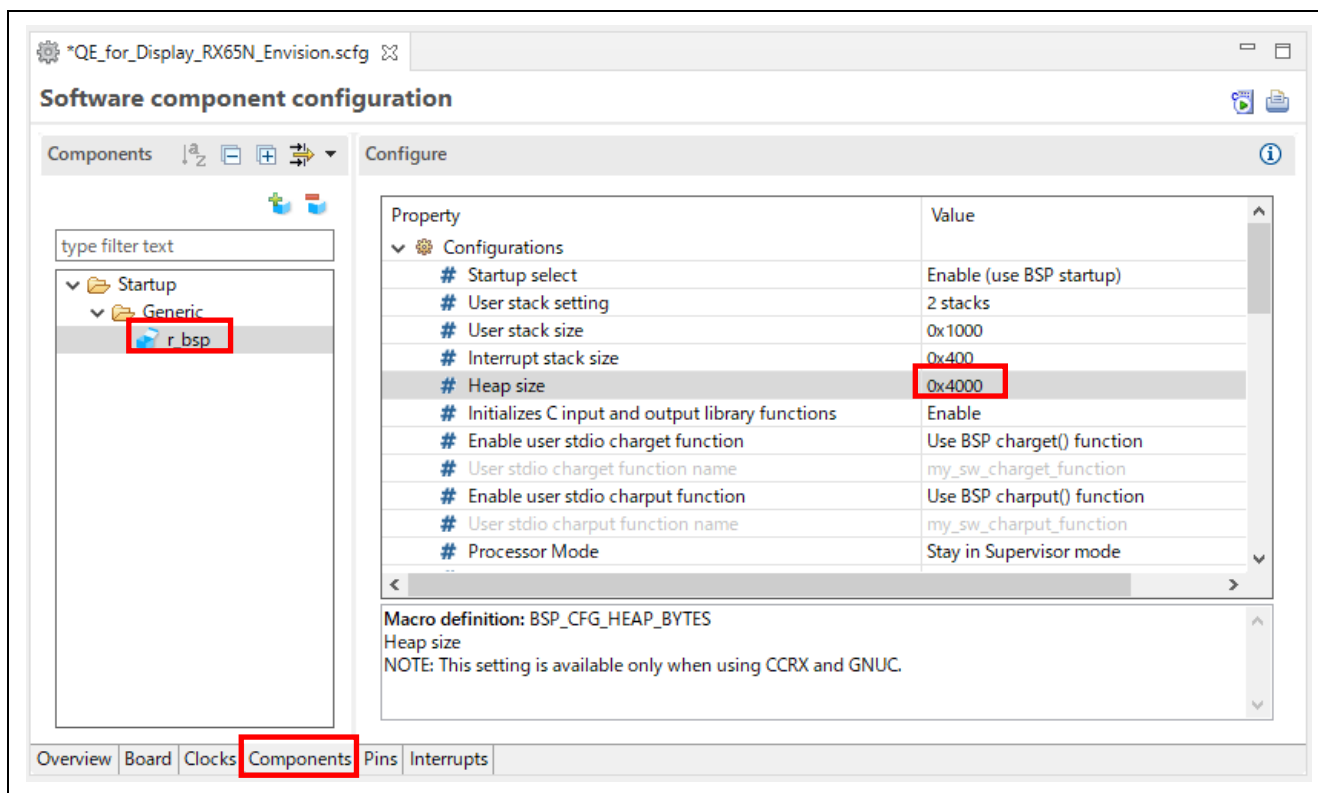 *QE_for_Display_RX65N_Envision.scfg
Software component configuration
Components
Configure
type filter text
Startup
Generic
r_bsp
Property Value
Configurations
# Startup select Enable (use BSP startup)
# User stack setting 2 stacks
# User stack size 0x1000
# Interrupt stack size 0x400
# Heap size 0x4000
# Initializes C input and output library functions Enable
# Enable user stdio charget function Use BSP charget() function
# User stdio charget function name my_sw_charget_function
# Enable user stdio charput function Use BSP charput() function
# User stdio charput function name my_sw_charput_function
# Processor Mode Stay in Supervisor mode
Macro definition: BSP_CFG_HEAP_BYTES
Heap size
NOTE: This setting is available only when using CCRX and GNUC.
Overview Board Clocks Components Pins Interrupts